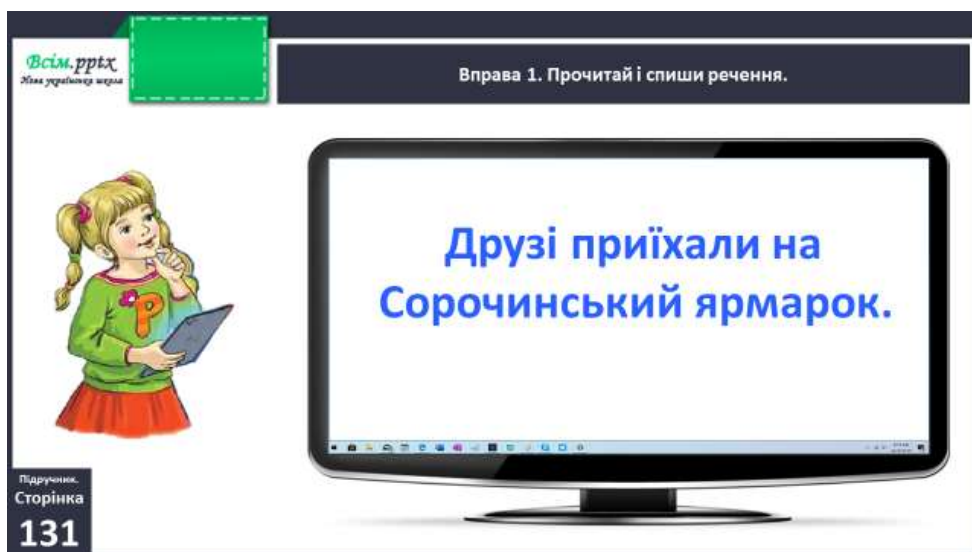 Всім.pptx
Нова українська школа
Вправа 1. Прочитай і спиши речення.
Друзі приїхали на
Сорочинський ярмарок.
Р
Підручник.
Сторінка
131